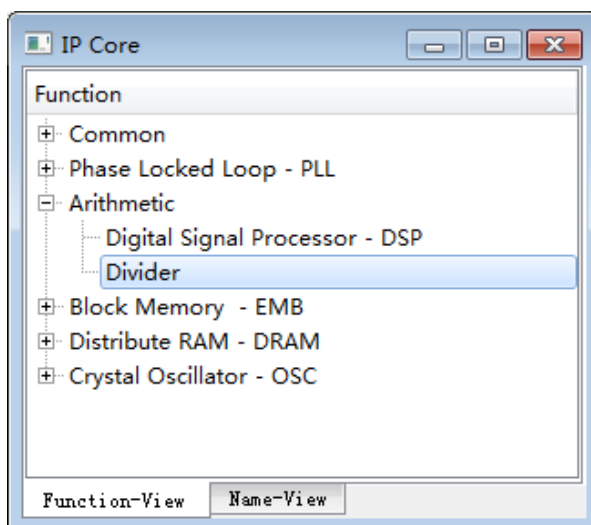 IP Core
Function
Common
Phase Locked Loop - PLL
Arithmetic
Digital Signal Processor - DSP
Divider
Block Memory - EMB
Distribute RAM - DRAM
Crystal Oscillator - OSC
Function-View Name-View